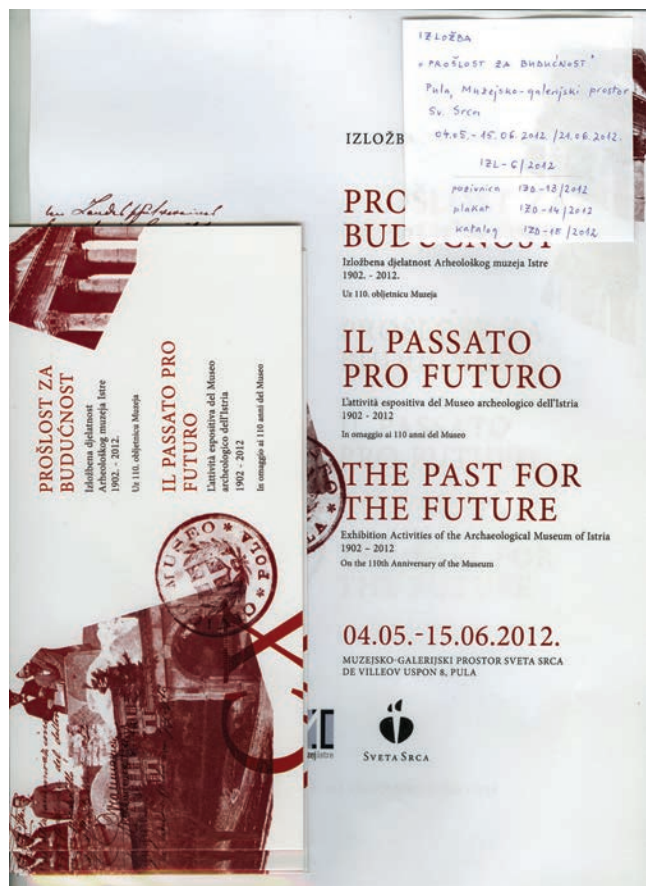 IZLOŽBA
"PROŠLOST ZA BUDUĆNOST"
Pula, Muzejsko-galerijski prostor
Sv. Srca
04.05.-15.06.2012./21.06.2012.
IZL-6/2012
pozivnica IZD-13/2012
plakat IZD-14/2012
katalog IZD-15/2012
IZLOŽB
PRO
BUDUĆNOST
Izložbena djelatnost Arheološkog muzeja Istre
1902. - 2012.
Uz 110. obljetnicu Muzeja
IL PASSATO
PRO FUTURO
L'attività espositiva del Museo archeologico dell'Istria
1902 - 2012
In omaggio ai 110 anni del Museo
THE PAST FOR
THE FUTURE
Exhibition Activities of the Archaeological Museum of Istria
1902 – 2012
On the 110th Anniversary of the Museum
04.05.-15.06.2012.
MUZEJSKO-GALERIJSKI PROSTOR SVETA SRCA
DE VILLEOV USPON 8, PULA
SVETA SRCA
PROŠLOST ZA
BUDUĆNOST
Izložbena djelatnost
Arheološkog muzeja Istre
1902. - 2012.
Uz 110. obljetnicu Muzeja
IL PASSATO PRO
FUTURO
L'attività espositiva del Museo
archeologico dell'Istria
1902 - 2012
In omaggio ai 110 anni del Museo
MUSEO * POLA *